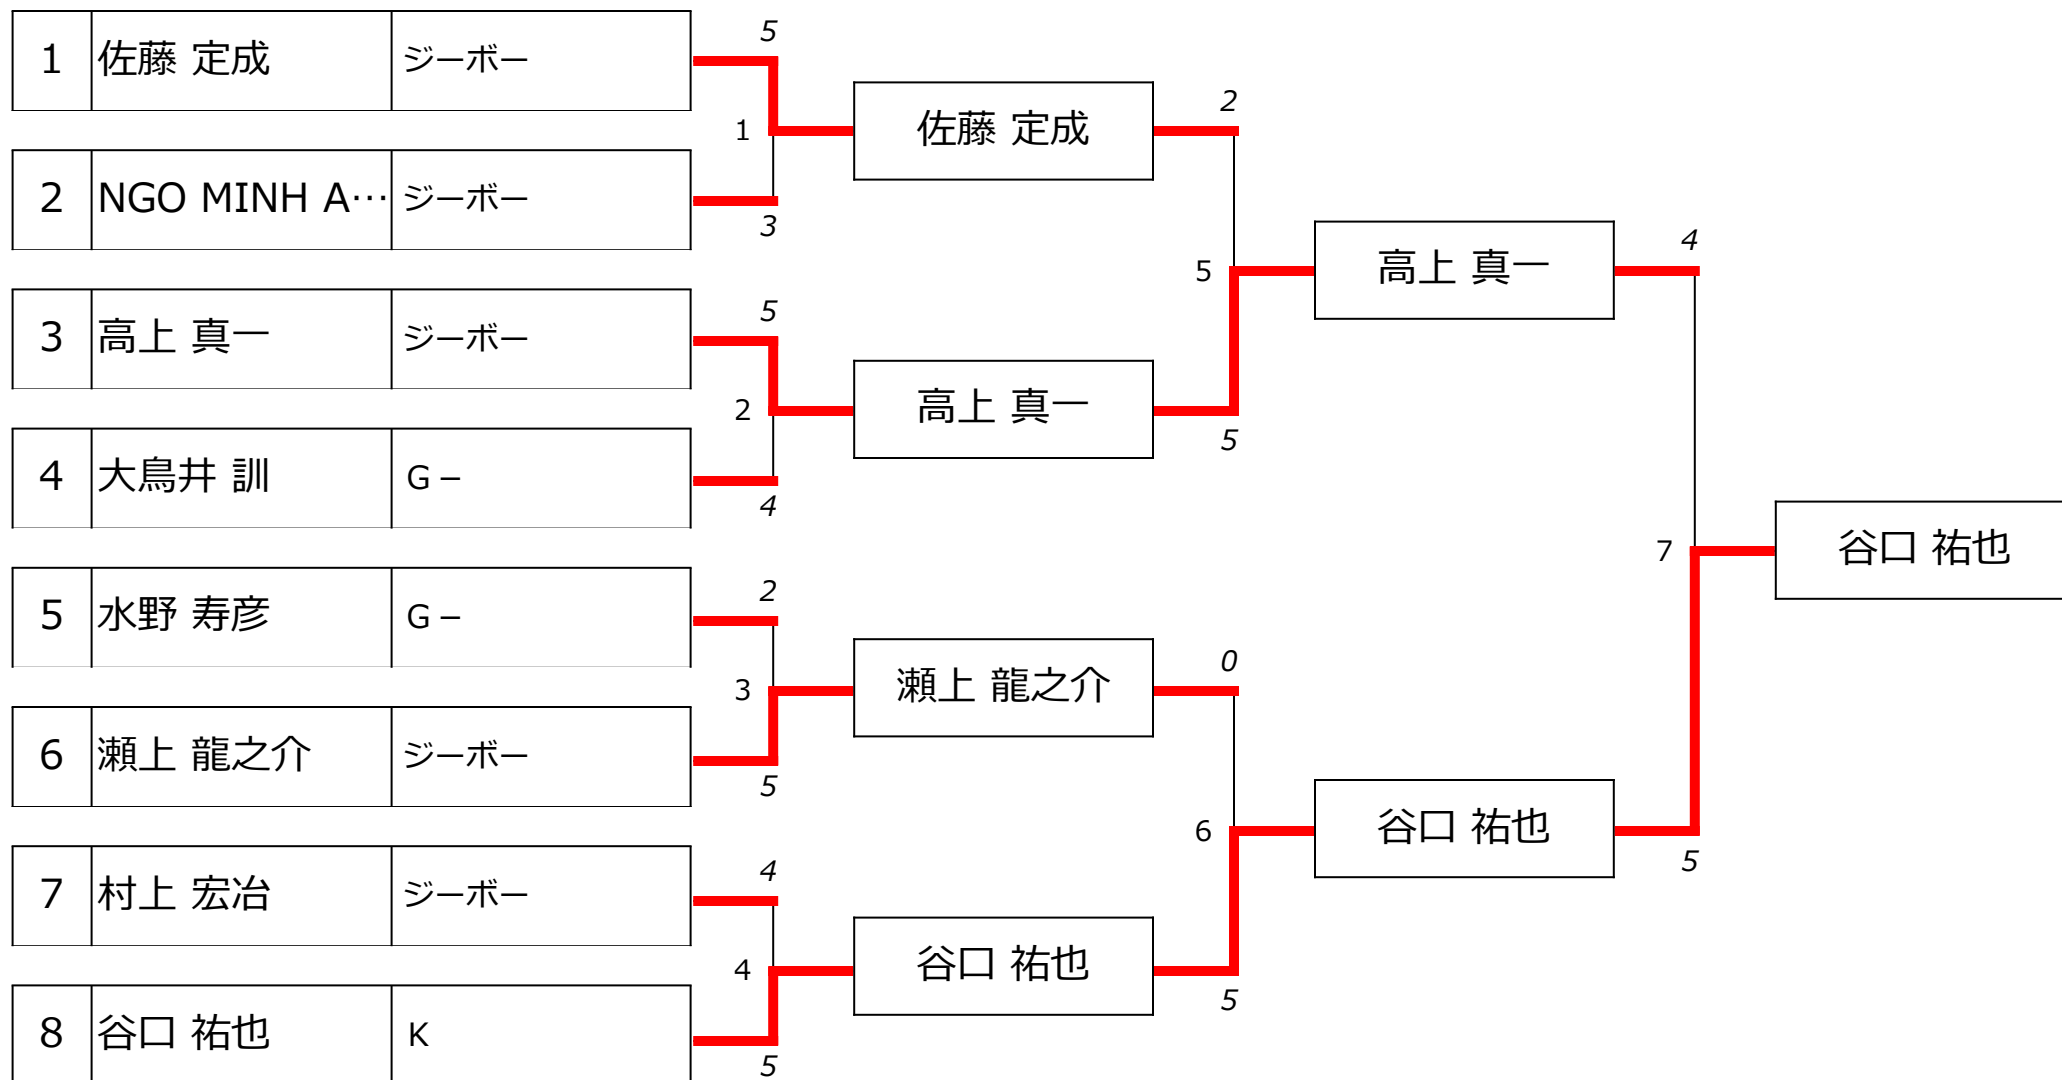 1 佐藤 定成 ジーボー
2 NGO MINH A… ジーボー
3 高上 真一 ジーボー
4 大鳥井 訓 G－
5 水野 寿彦 G－
6 瀬上 龍之介 ジーボー
7 村上 宏治 ジーボー
8 谷口 祐也 K
5
1
3
5
2
4
2
3
5
4
4
5
佐藤 定成
高上 真一
瀬上 龍之介
谷口 祐也
2
5
5
0
6
5
高上 真一
谷口 祐也
4
7
5
谷口 祐也